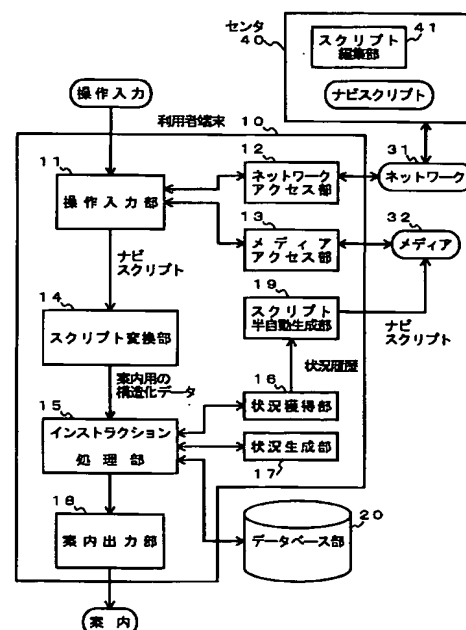 センタ
40
41
スクリプト
編集部
ナビスクリプト
操作入力
利用者端末
10
11
操作入力部
12
ネットワーク
アクセス部
31
ネットワーク
13
メディア
アクセス部
32
メディア
ナビ
スクリプト
19
スクリプト
半自動生成部
ナビ
スクリプト
14
スクリプト変換部
状況履歴
案内用の
構造化データ
15
インストラクション
処理部
16
状況獲得部
状況生成部
17
18
案内出力部
20
データベース部
案内